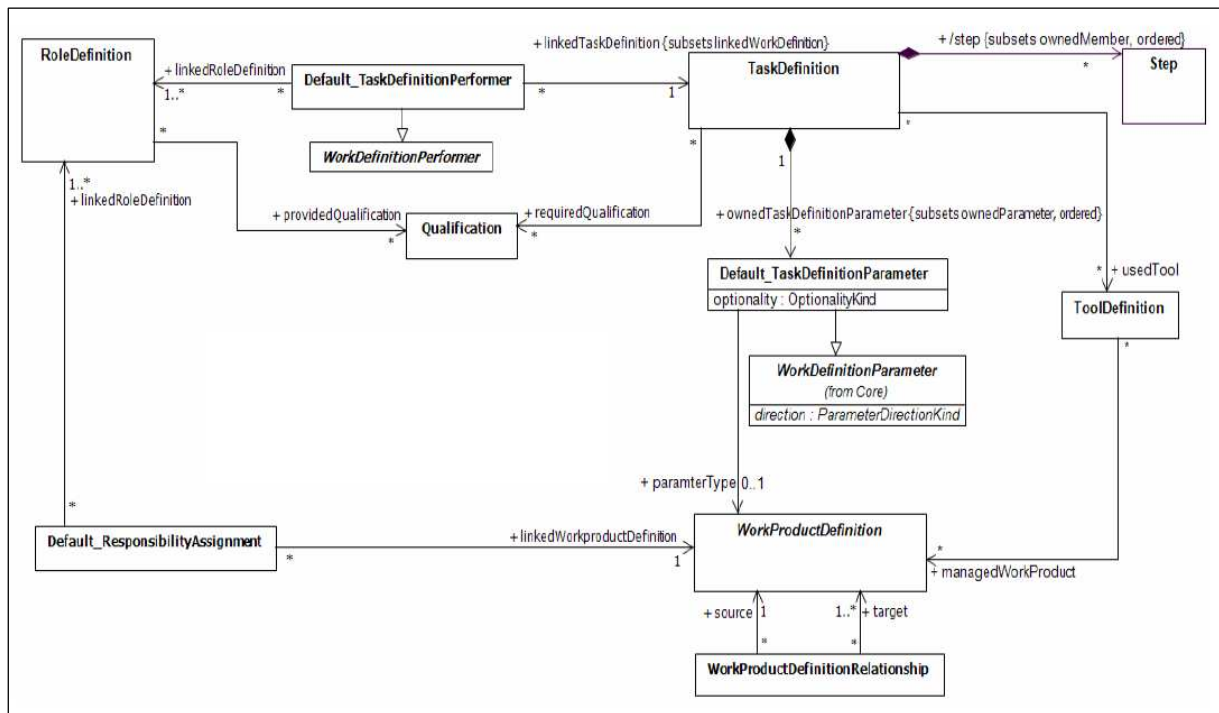 + linkedTaskDefinition {subsets linkedWorkDefinition}
+ /step {subsets ownedMember, ordered}
RoleDefinition
TaskDefinition
Step
+ linkedRoleDefinition
Default_TaskDefinitionPerformer
1..*
*
*
1
*
*
*
*
WorkDefinitionPerformer
1
1..*
+ linkedRoleDefinition
+ providedQualification
+ requiredQualification
+ ownedTaskDefinitionParameter {subsets ownedParameter, ordered}
Qualification
*
*
*
Default_TaskDefinitionParameter
optionality : OptionalityKind
* + usedTool
ToolDefinition
*
WorkDefinitionParameter
(from Core)
direction : ParameterDirectionKind
+ paramterType 0..1
*
Default_ResponsibilityAssignment
*
+ linkedWorkproductDefinition
1
WorkProductDefinition
*
+ managedWorkProduct
+ source 1
1..* + target
*
*
WorkProductDefinitionRelationship